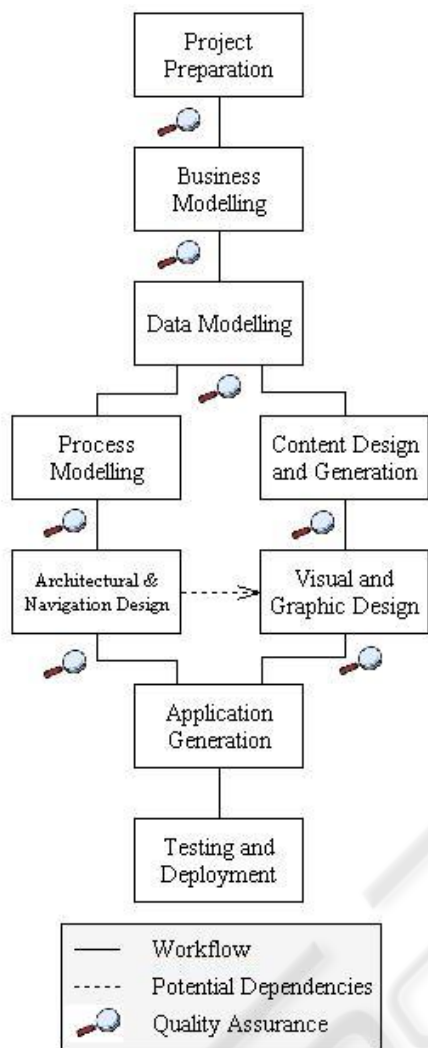 Project
Preparation
Business
Modelling
Data Modelling
Process
Modelling
Content Design
and Generation
Architectural &
Navigation Design
Visual and
Graphic Design
Application
Generation
Testing and
Deployment
Workflow
Potential Dependencies
Quality Assurance